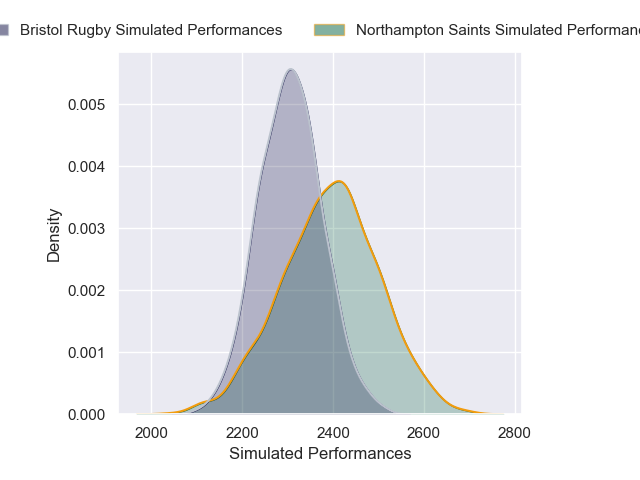 Bristol Rugby Simulated Performances
Northampton Saints Simulated
0.005
0.004
0.003
0.002
0.001
0.000
Density
2000 2200 2400 2600 2800
Simulated Performances